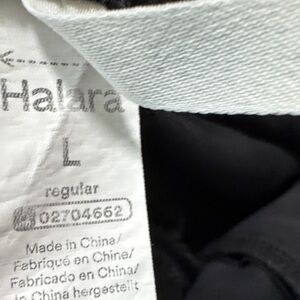 Halara
L
regular
02704662
Made in China/
Fabriqué en Chine/
Fabricado en China/
in China hergestellt